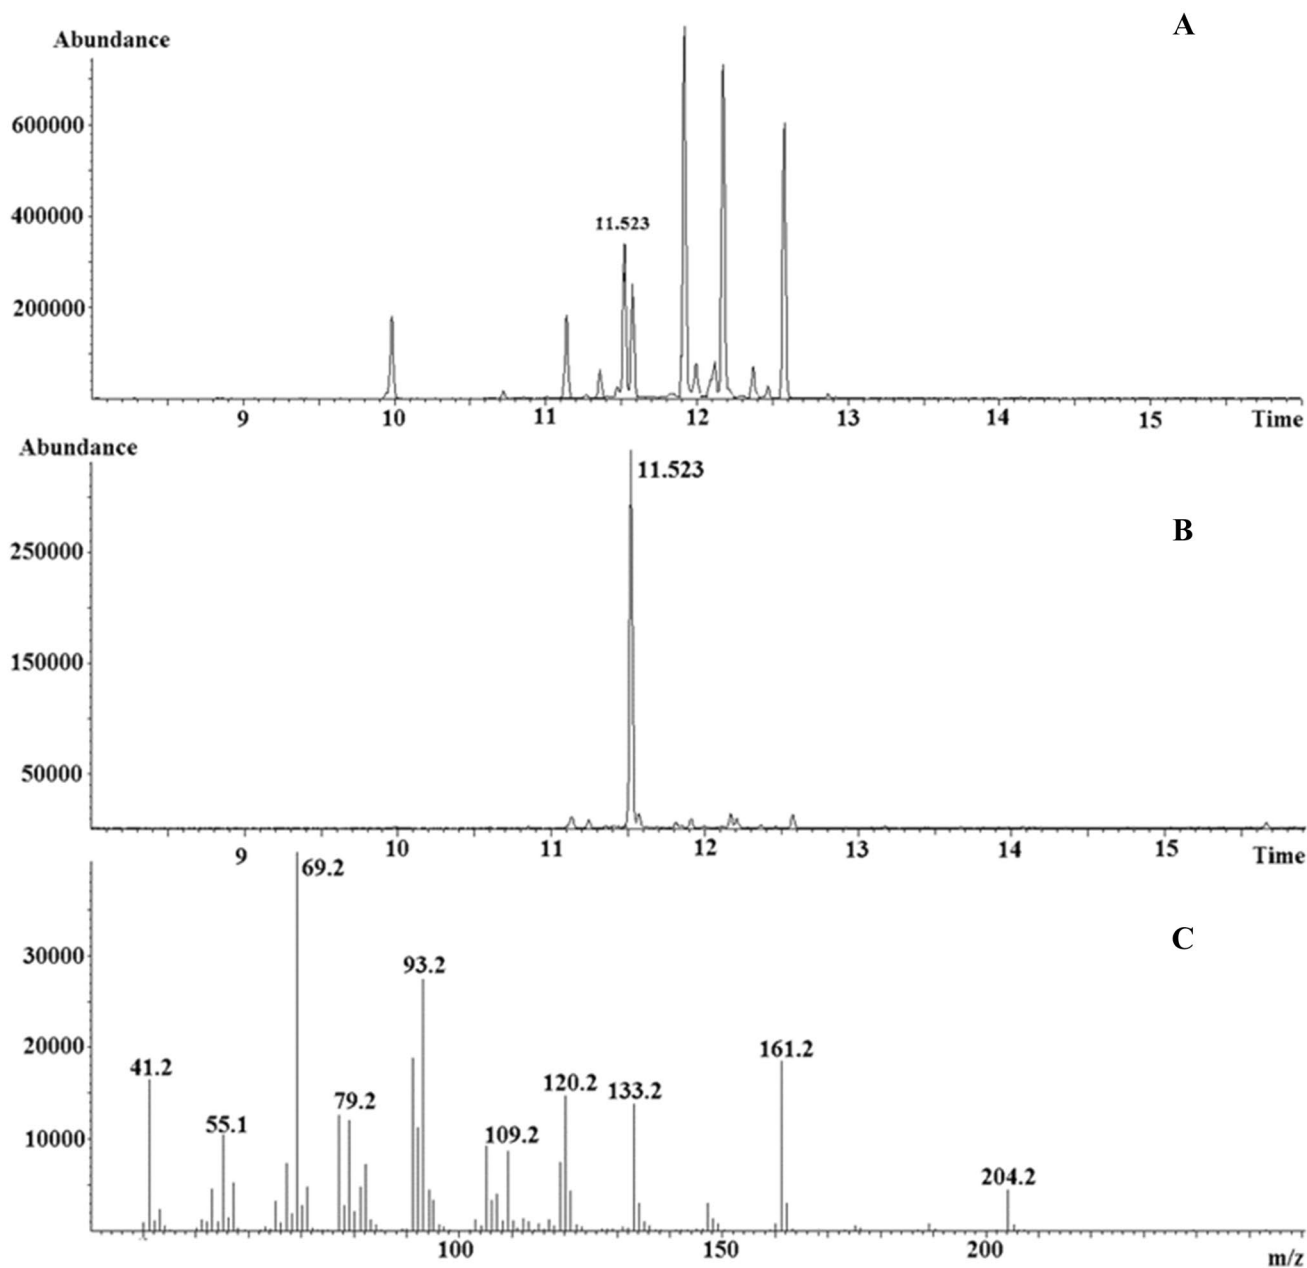 A
Abundance
600000
400000
11.523
200000
9 10 11 12 13 14 15 Time
Abundance
11.523
B
250000
150000
50000
9 10 11 12 13 14 15 Time
69.2
C
30000
93.2
20000
41.2 161.2
79.2 120.2 133.2
55.1
10000 109.2
204.2
100 150 200 m/z